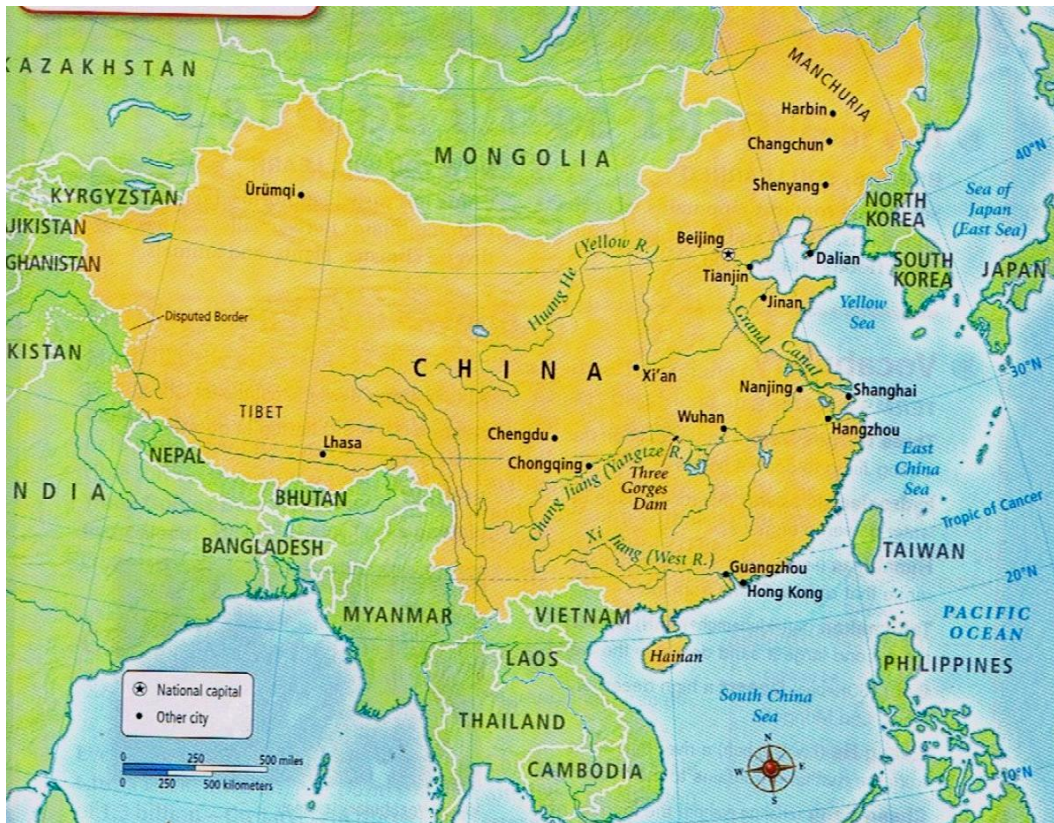 KAZAKHSTAN
MANCHURIA
Harbin
Changchun
MONGOLIA
40°N
KYRGYZSTAN
Ürümqi
Shenyang
NORTH
KOREA
Sea of
Japan
(East Sea)
JIKISTAN
GHANISTAN
Beijing
Tianjin
Dalian
SOUTH
KOREA
JAPAN
Huang He (Yellow R.)
Jinan
Yellow
Sea
Disputed Border
Grand Canal
KISTAN
CHINA
Xi'an
30°N
Nanjing
Shanghai
TIBET
Wuhan
Hangzhou
Lhasa
Chengdu
Chongqing
NEPAL
Chang Jiang (Yangtze R.)
Three
Gorges
Dam
East
China
Sea
NDIA
BHUTAN
Tropic of Cancer
BANGLADESH
Xi Jiang (West R.)
TAIWAN
Guangzhou
Hong Kong
20°N
MYANMAR
VIETNAM
PACIFIC
OCEAN
LAOS
Hainan
PHILIPPINES
National capital
Other city
South China
Sea
THAILAND
N
W E
S
0 250 500 miles
0 250 500 kilometers
CAMBODIA
10°N